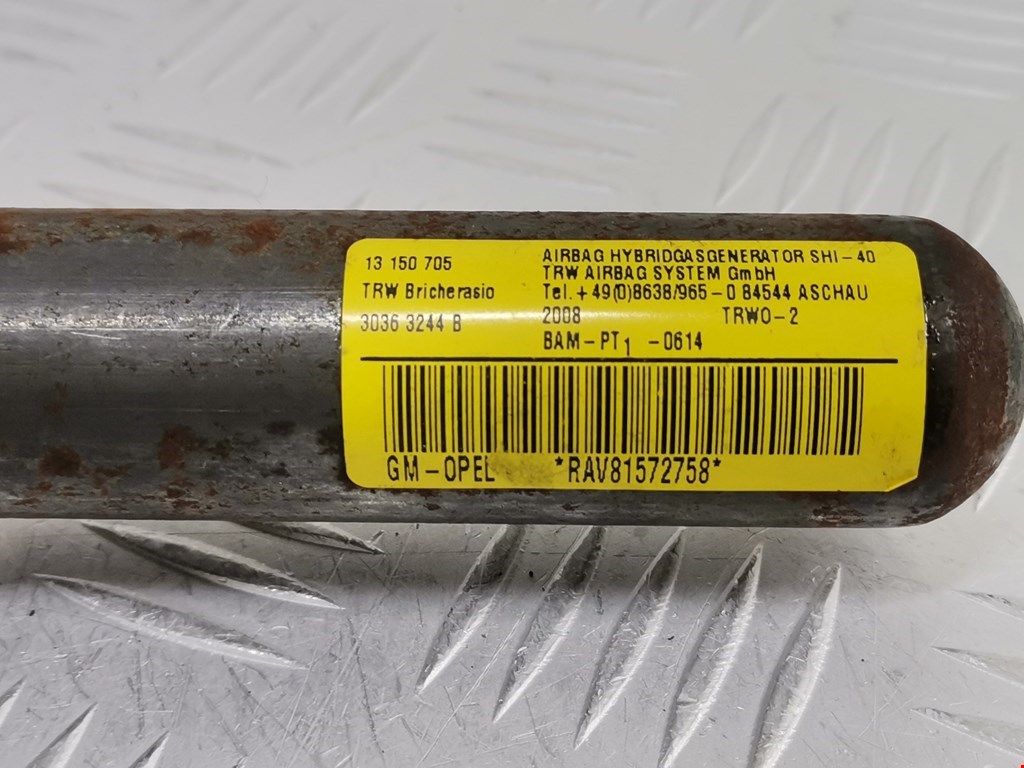 13 150 705
TRW Bricherasio
3036 3244 B
AIRBAG HYBRIDGASGENERATOR SHI-40
TRW AIRBAG SYSTEM GmbH
Tel.+49(0)8638/965-0 84544 ASCHAU
2008 TRWO-2
BAM-PT1 -0614
GM-OPEL *RAV81572758*